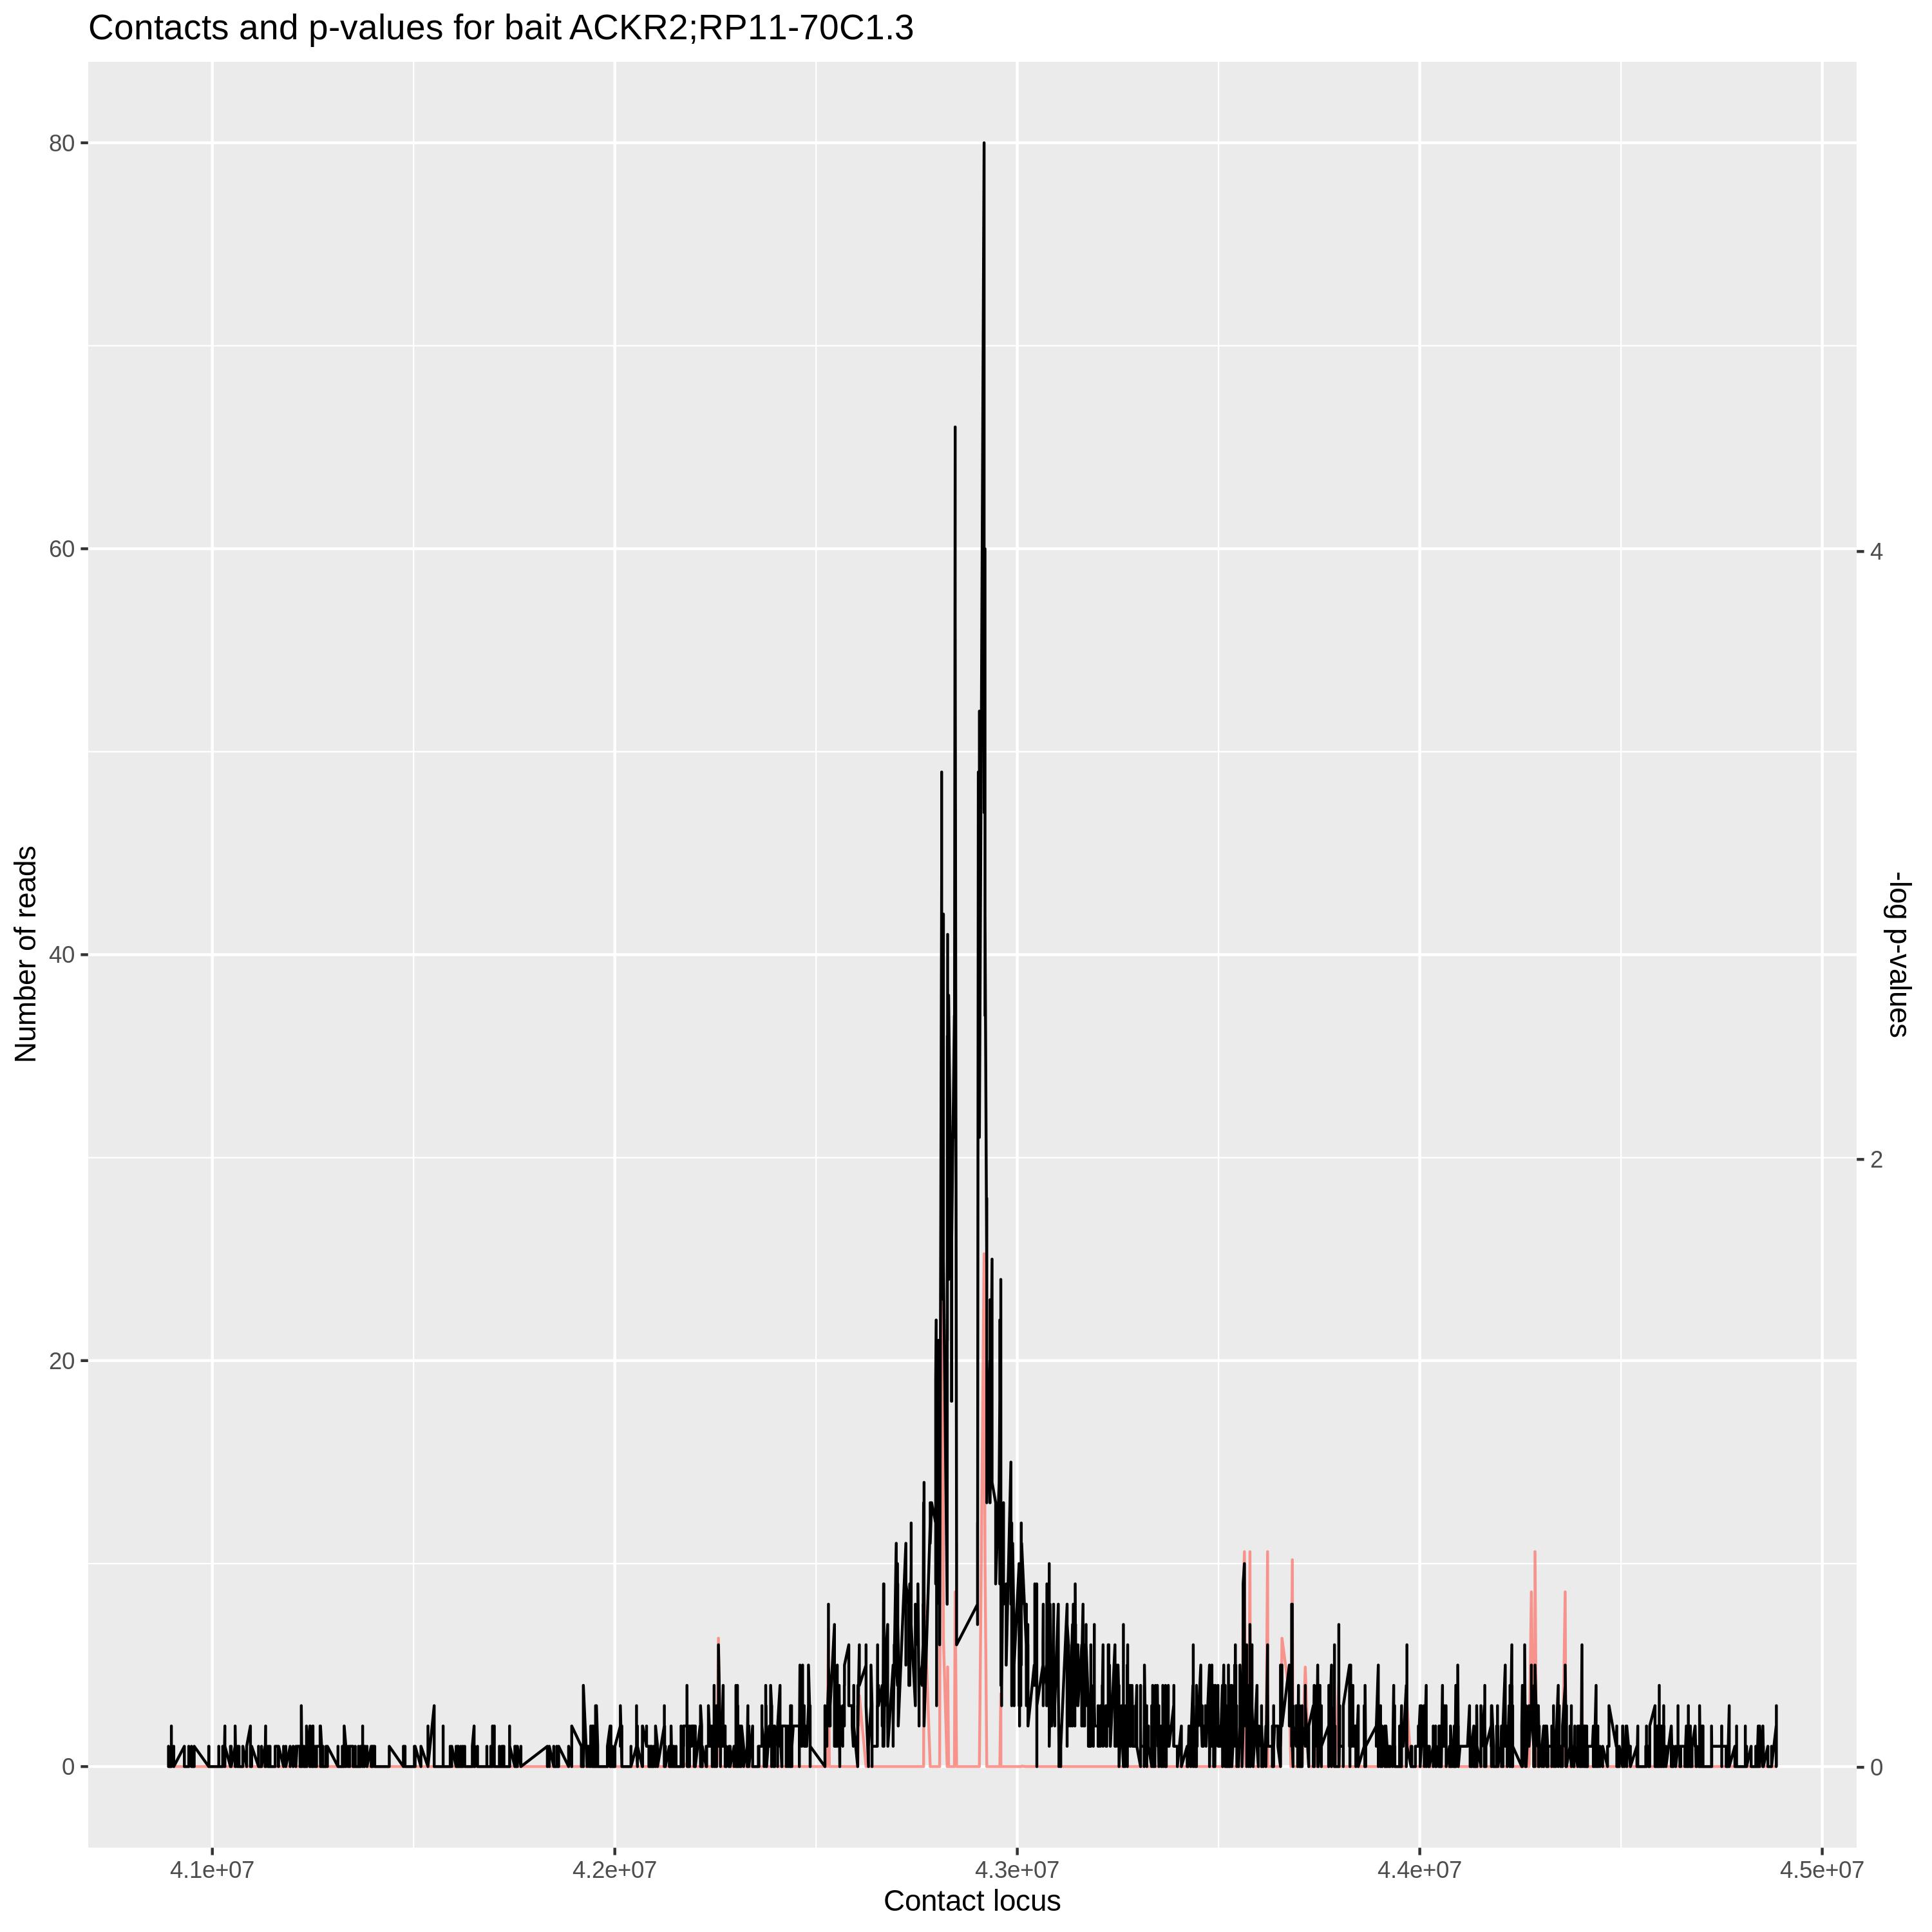 Contacts and p-values for bait ACKR2;RP11-70C1.3
80
60
40
20
0
Number of reads
4
2
0
-log p-values
4.1e+07
4.2e+07
4.3e+07
4.4e+07
4.5e+07
Contact locus